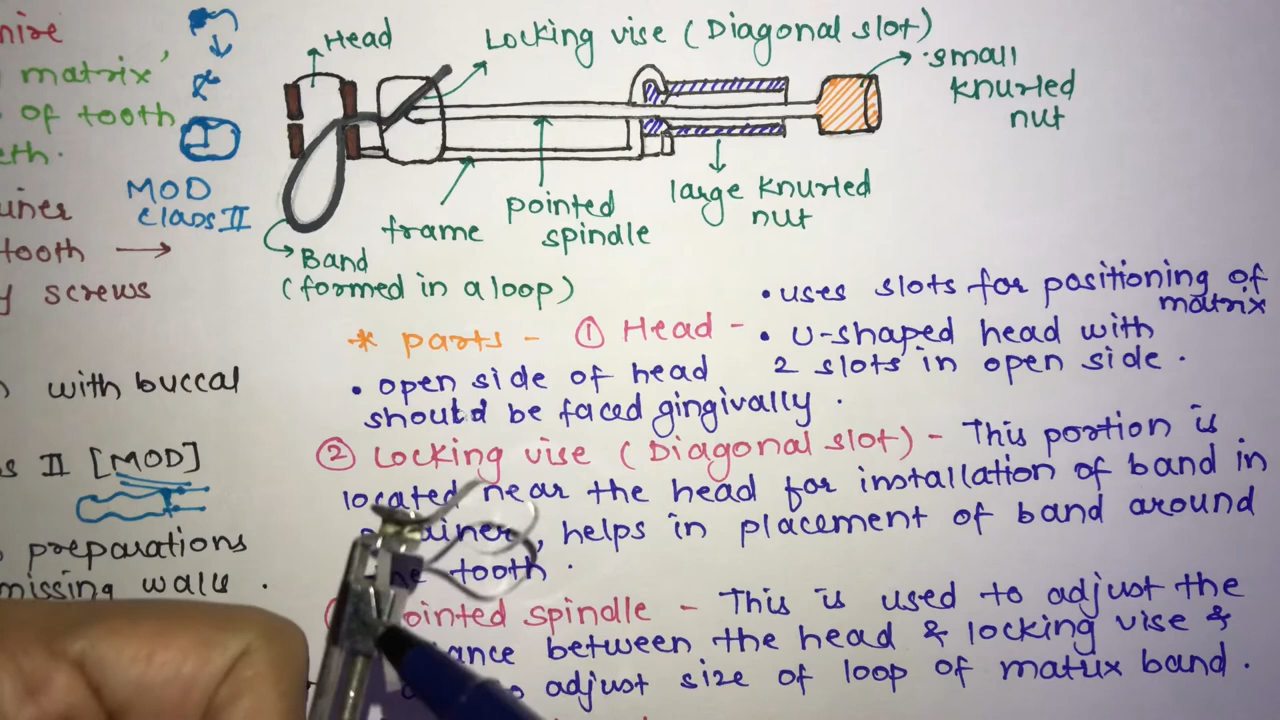 Head
Locking vise (Diagonal slot)
small
knurled
nut
matrix'
of tooth
MOD
class II
tooth →
screws
frame
pointed
spindle
large knurled
nut
Band
(formed in a loop)
• uses slots for positioning of
matrix
* parts - ① Head - • U-shaped head with
2 slots in open side .
• open side of head
should be faced gingivally .
with buccal
II [MOD]
preparations
missing walls .
② Locking vise (Diagonal slot) - This portion is
located near the head for installation of band in
, helps in placement of band around
tooth .
spindle - This is used to adjust the
between the head & locking vise &
adjust size of loop of matrix band .